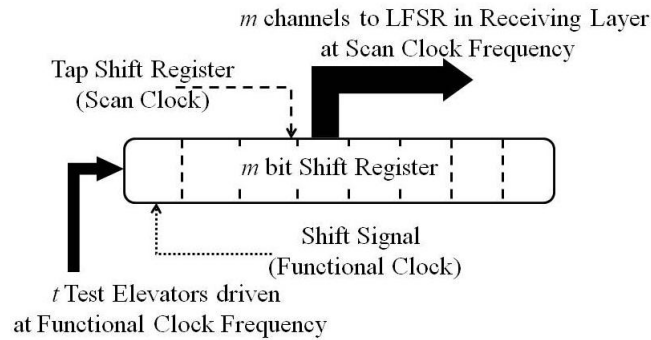 m channels to LFSR in Receiving Layer
at Scan Clock Frequency
Tap Shift Register
(Scan Clock)
m bit Shift Register
Shift Signal
(Functional Clock)
t Test Elevators driven
at Functional Clock Frequency